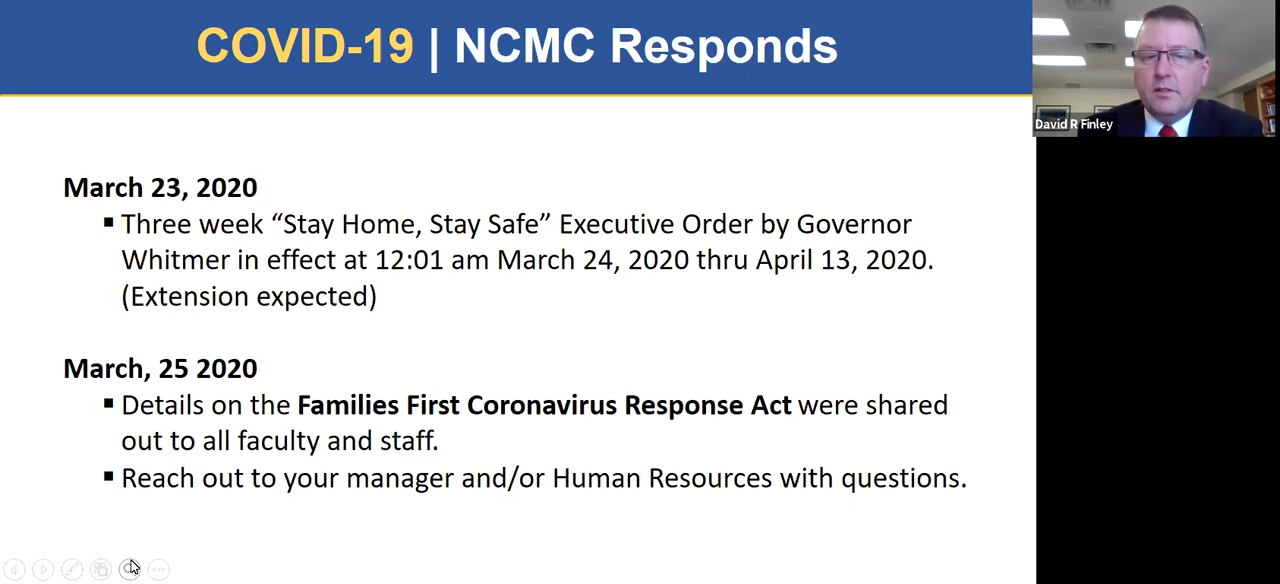 COVID-19 | NCMC Responds
David R Finley
March 23, 2020
▪ Three week “Stay Home, Stay Safe” Executive Order by Governor
Whitmer in effect at 12:01 am March 24, 2020 thru April 13, 2020.
(Extension expected)
March, 25 2020
▪ Details on the Families First Coronavirus Response Act were shared
out to all faculty and staff.
▪ Reach out to your manager and/or Human Resources with questions.